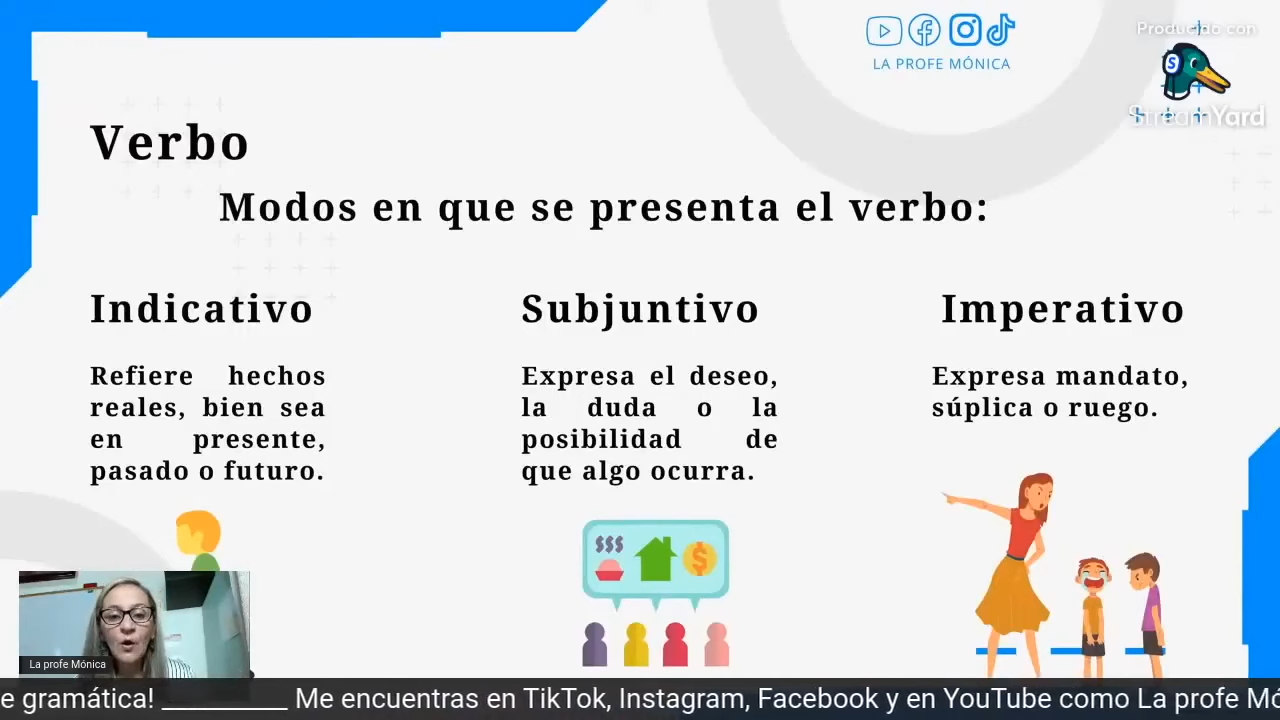 Producido con
LA PROFE MÓNICA
StreamYard
Verbo
Modos en que se presenta el verbo:
Indicativo
Refiere hechos
reales, bien sea
en presente,
pasado o futuro.
Subjuntivo
Expresa el deseo,
la duda o la
posibilidad de
que algo ocurra.
Imperativo
Expresa mandato,
súplica o ruego.
La profe Mónica
e gramática! __________ Me encuentras en TikTok, Instagram, Facebook y en YouTube como La profe Mó